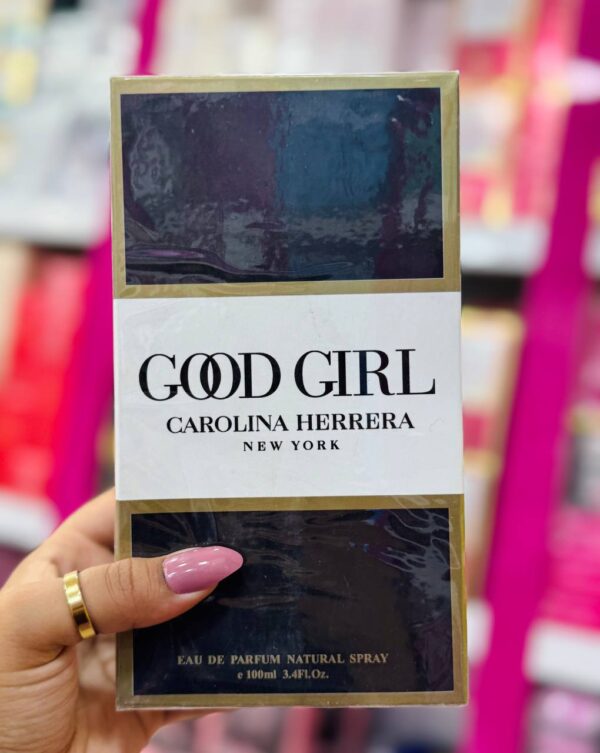 GOOD GIRL
CAROLINA HERRERA
NEW YORK
EAU DE PARFUM NATURAL SPRAY
e 100ml 3.4Fl.Oz.